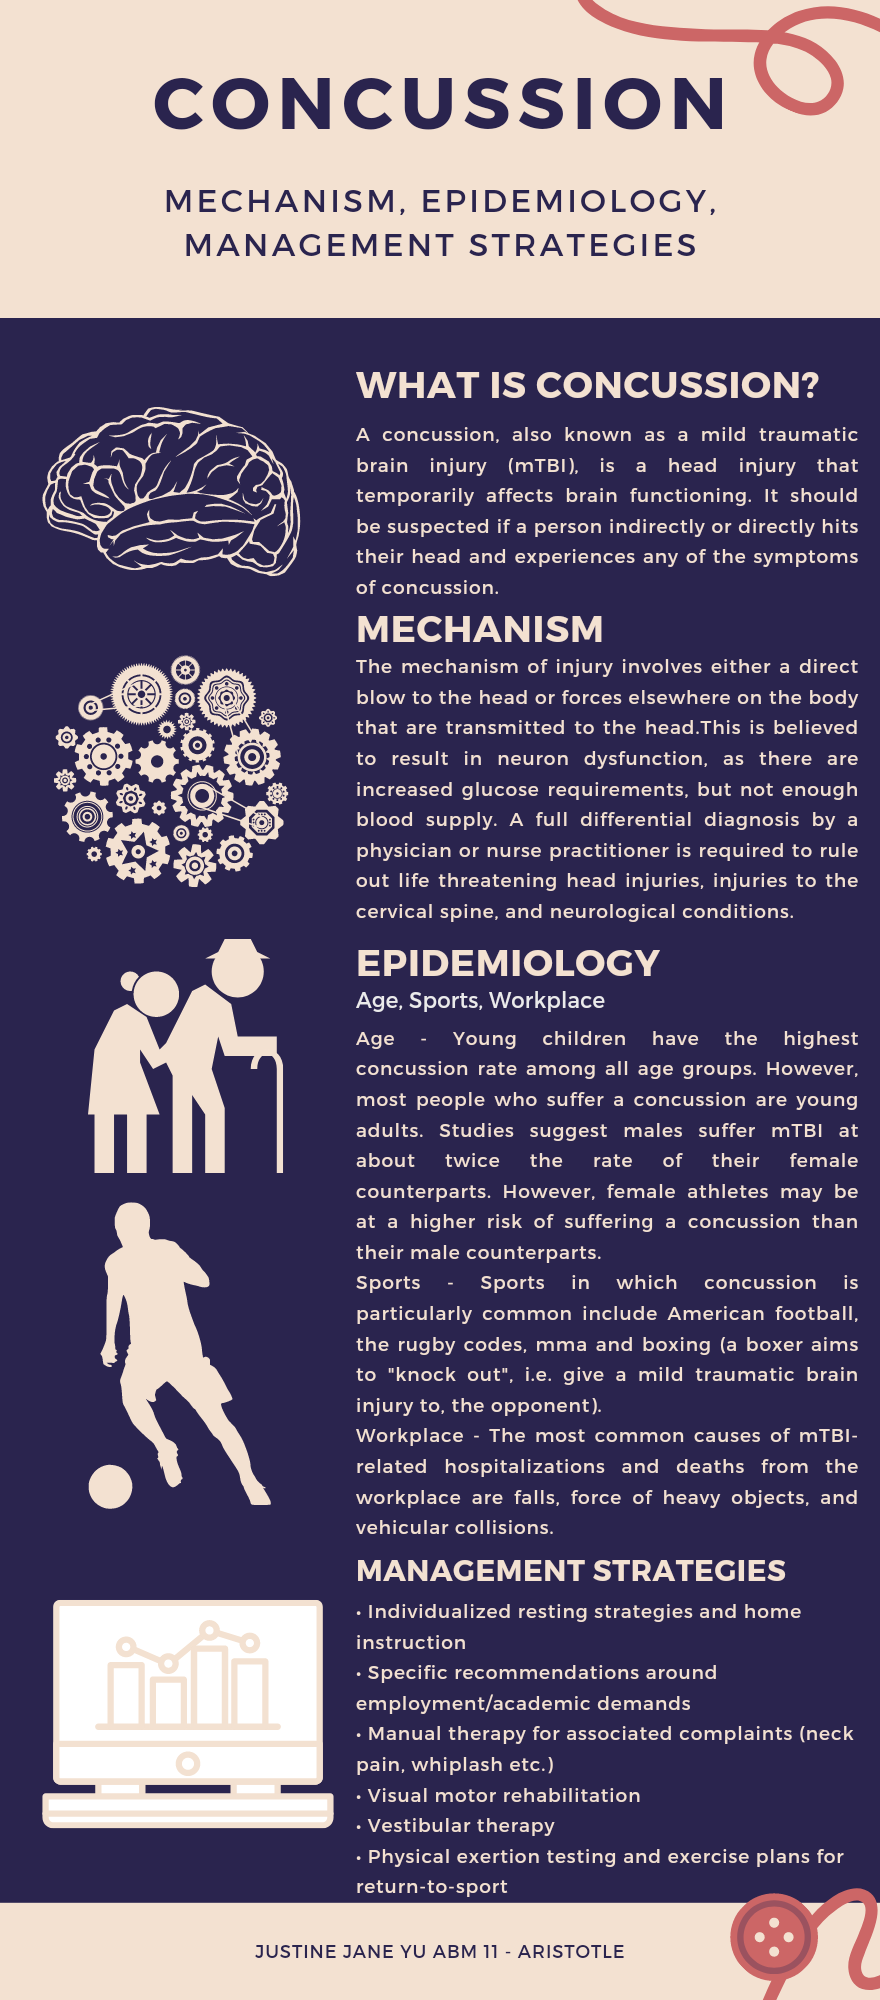 CONCUSSION
MECHANISM, EPIDEMIOLOGY,
MANAGEMENT STRATEGIES
WHAT IS CONCUSSION?
A concussion, also known as a mild traumatic
brain injury (mTBI), is a head injury that
temporarily affects brain functioning. It should
be suspected if a person indirectly or directly hits
their head and experiences any of the symptoms
of concussion.
MECHANISM
The mechanism of injury involves either a direct
blow to the head or forces elsewhere on the body
that are transmitted to the head.This is believed
to result in neuron dysfunction, as there are
increased glucose requirements, but not enough
blood supply. A full differential diagnosis by a
physician or nurse practitioner is required to rule
out life threatening head injuries, injuries to the
cervical spine, and neurological conditions.
EPIDEMIOLOGY
Age, Sports, Workplace
Age - Young children have the highest
concussion rate among all age groups. However,
most people who suffer a concussion are young
adults. Studies suggest males suffer mTBI at
about twice the rate of their female
counterparts. However, female athletes may be
at a higher risk of suffering a concussion than
their male counterparts.
Sports - Sports in which concussion is
particularly common include American football,
the rugby codes, mma and boxing (a boxer aims
to "knock out", i.e. give a mild traumatic brain
injury to, the opponent).
Workplace - The most common causes of mTBI-
related hospitalizations and deaths from the
workplace are falls, force of heavy objects, and
vehicular collisions.
MANAGEMENT STRATEGIES
• Individualized resting strategies and home
instruction
• Specific recommendations around
employment/academic demands
• Manual therapy for associated complaints (neck
pain, whiplash etc.)
• Visual motor rehabilitation
• Vestibular therapy
• Physical exertion testing and exercise plans for
return-to-sport
JUSTINE JANE YU ABM 11 - ARISTOTLE